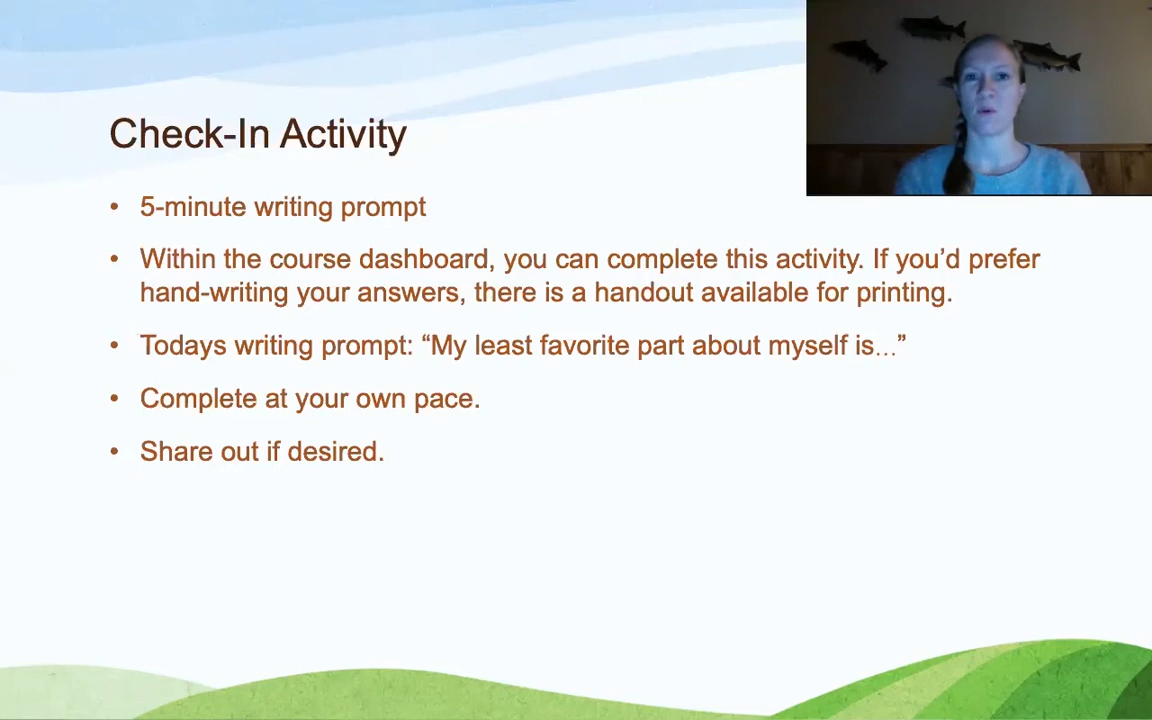 Check-In Activity
• 5-minute writing prompt
• Within the course dashboard, you can complete this activity. If you’d prefer
hand-writing your answers, there is a handout available for printing.
• Todays writing prompt: “My least favorite part about myself is…”
• Complete at your own pace.
• Share out if desired.